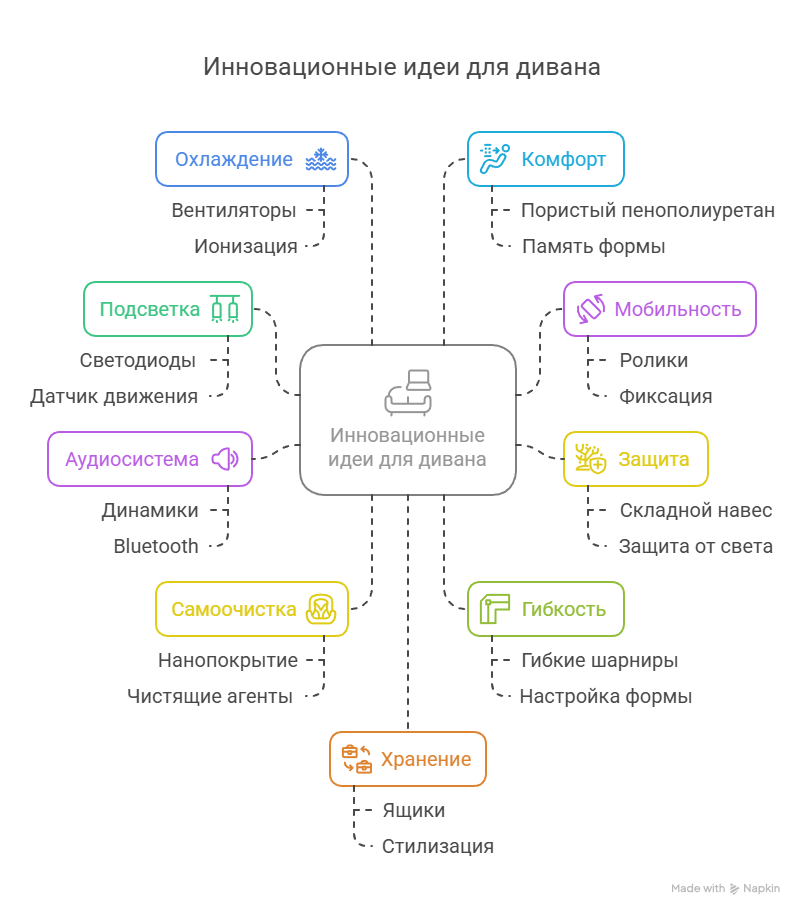 Инновационные идеи для дивана
Охлаждение
Вентиляторы
Ионизация
Комфорт
Пористый пенополиуретан
Память формы
Подсветка
Светодиоды
Датчик движения
Мобильность
Ролики
Фиксация
Инновационные
идеи для дивана
Аудиосистема
Динамики
Bluetooth
Защита
Складной навес
Защита от света
Самоочистка
Нанопокрытие
Чистящие агенты
Гибкость
Гибкие шарниры
Настройка формы
Хранение
Ящики
Стилизация
Made with Napkin